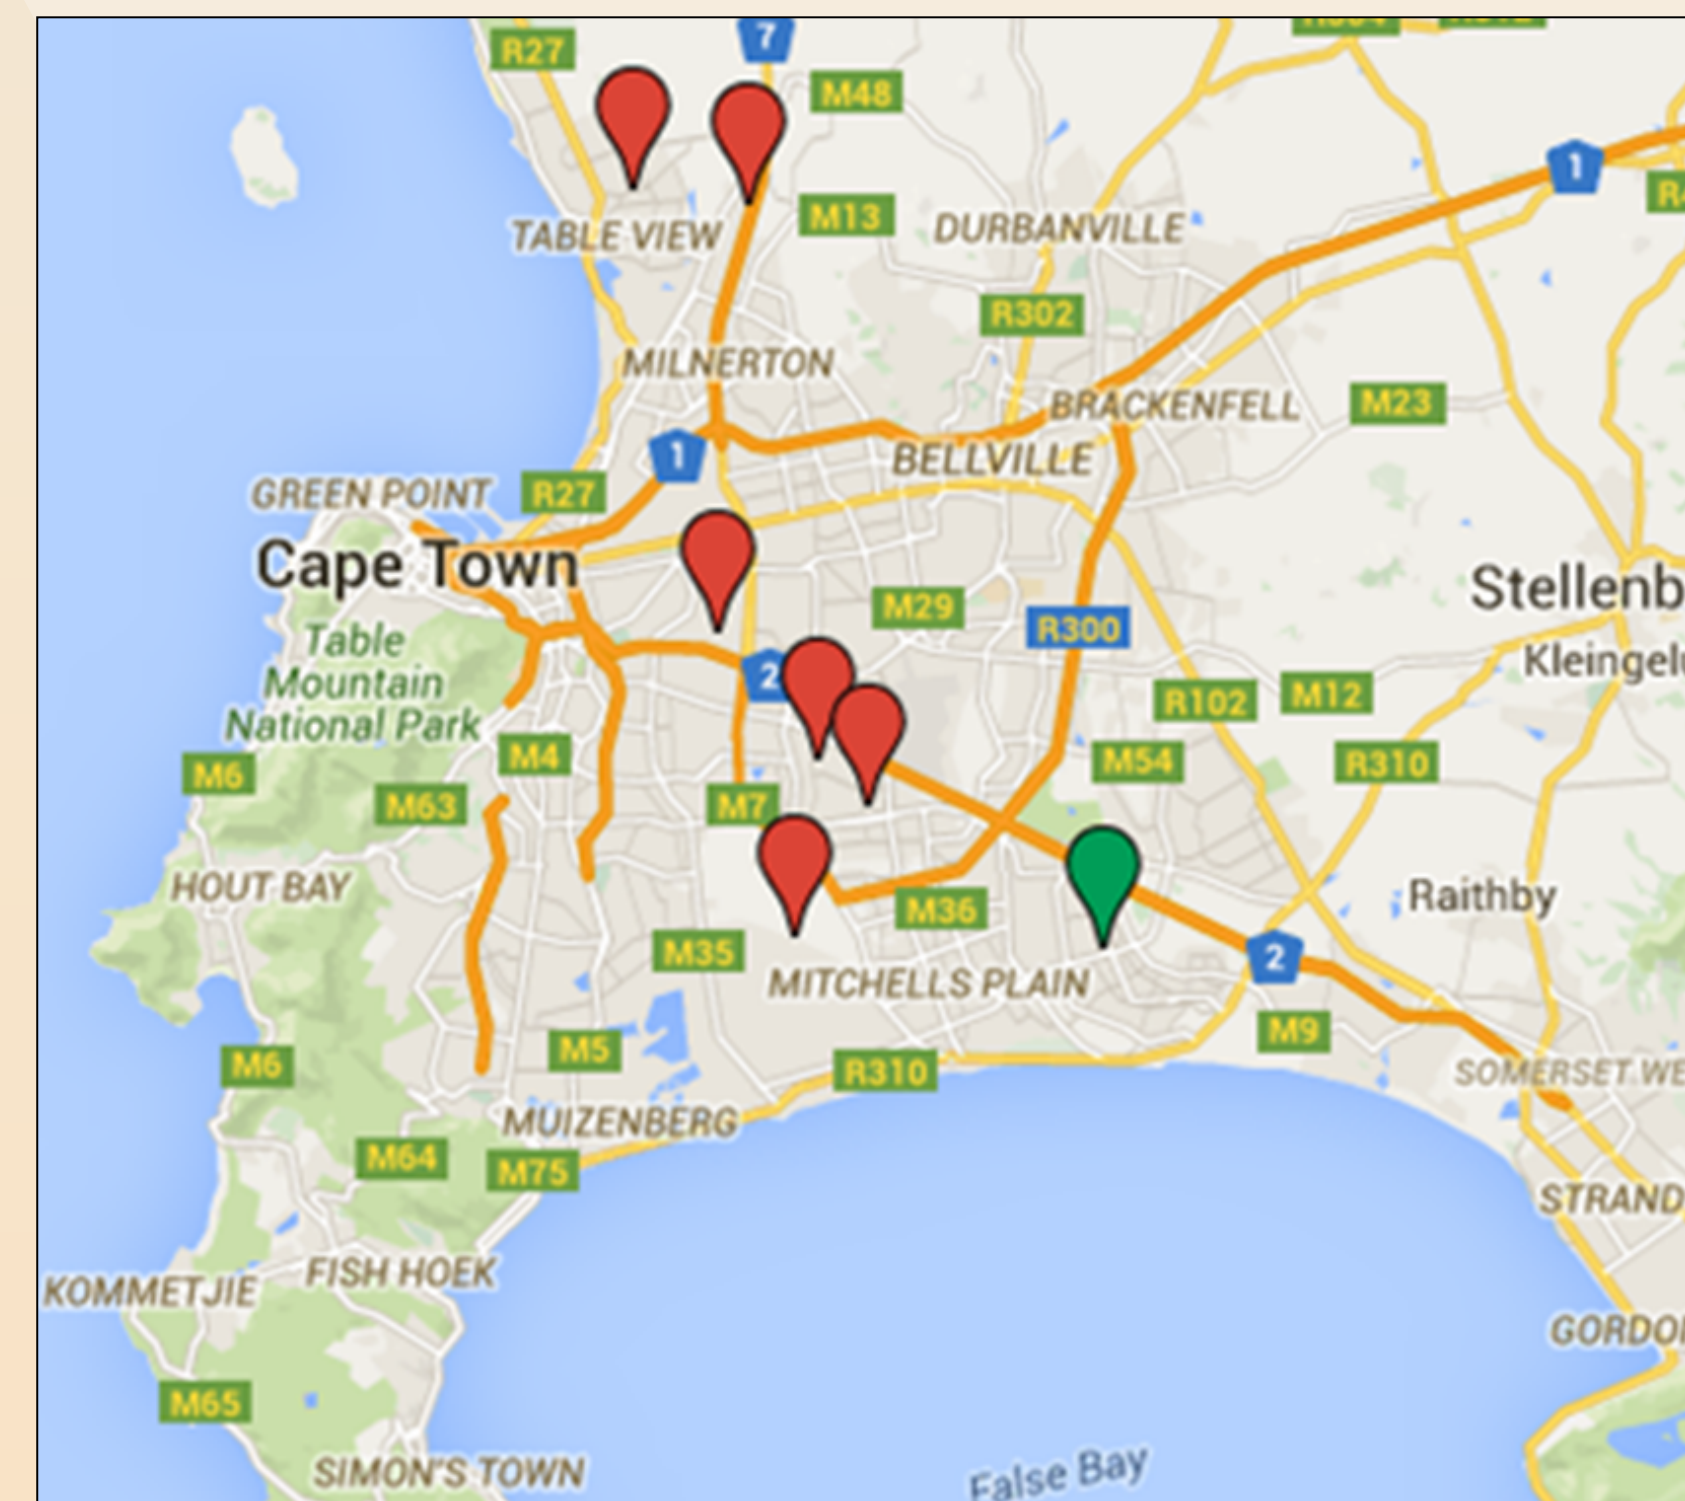 R27
7
M48
M13
TABLE VIEW
DURBANVILLE
1
R302
MILNERTON
BRACKENFELL
M23
1
BELLVILLE
GREEN POINT
R27
Cape Town
M29
R300
Stellenb
Table
Mountain
National Park
Kleingel
2
R102
M12
M6
M4
M54
R310
M63
M7
HOUT BAY
M36
Raithby
M35
MITCHELLS PLAIN
2
M9
M5
M6
R310
SOMERSET WE
MUIZENBERG
M64
M75
STRAND
FISH HOEK
KOMMETJIE
GORDO
M65
SIMON'S TOWN
False Bay